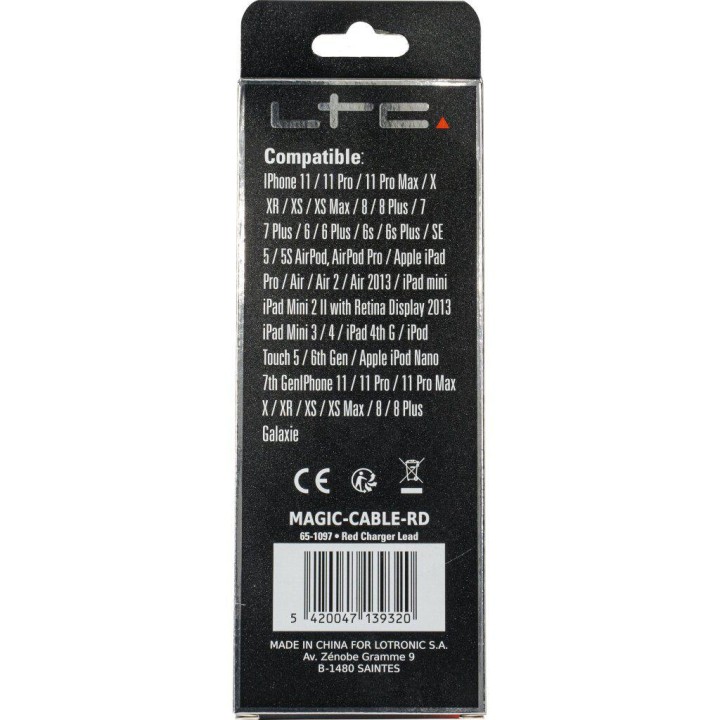 LTC
Compatible:
IPhone 11 / 11 Pro / 11 Pro Max / X
XR / XS / XS Max / 8 / 8 Plus / 7
7 Plus / 6 / 6 Plus / 6s / 6s Plus / SE
5 / 5S AirPod, AirPod Pro / Apple iPad
Pro / Air / Air 2 / Air 2013 / iPad mini
iPad Mini 2 II with Retina Display 2013
iPad Mini 3 / 4 / iPad 4th G / iPod
Touch 5 / 6th Gen / Apple iPod Nano
7th GenIPhone 11 / 11 Pro / 11 Pro Max
X / XR / XS / XS Max / 8 / 8 Plus
Galaxie
CE
MAGIC-CABLE-RD
65-1097 • Red Charger Lead
5 420047 139320
MADE IN CHINA FOR LOTRONIC S.A.
Av. Zénobe Gramme 9
B-1480 SAINTES